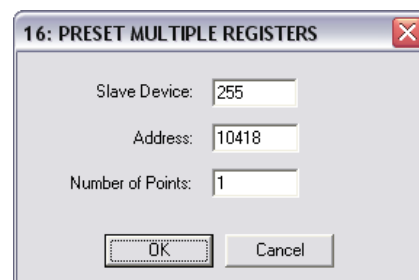 16: PRESET MULTIPLE REGISTERS
Slave Device: 255
Address: 10418
Number of Points: 1
OK Cancel